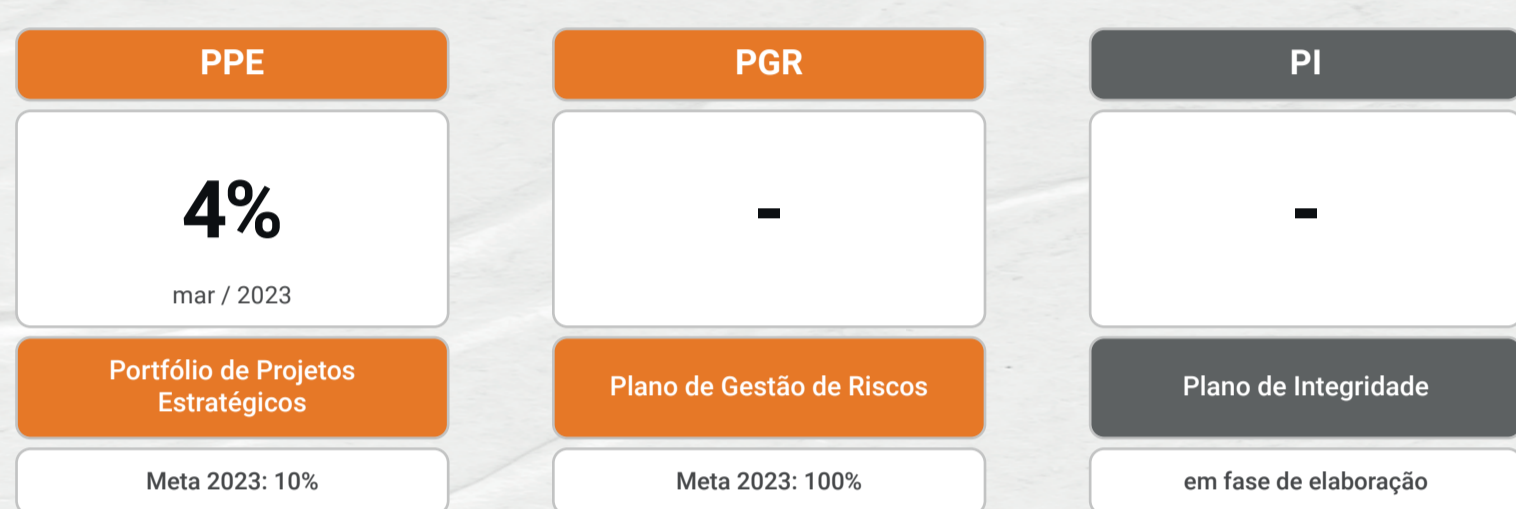 PPE
4%
mar / 2023
Portfólio de Projetos
Estratégicos
Meta 2023: 10%
PGR
-
Plano de Gestão de Riscos
Meta 2023: 100%
PI
-
Plano de Integridade
em fase de elaboração